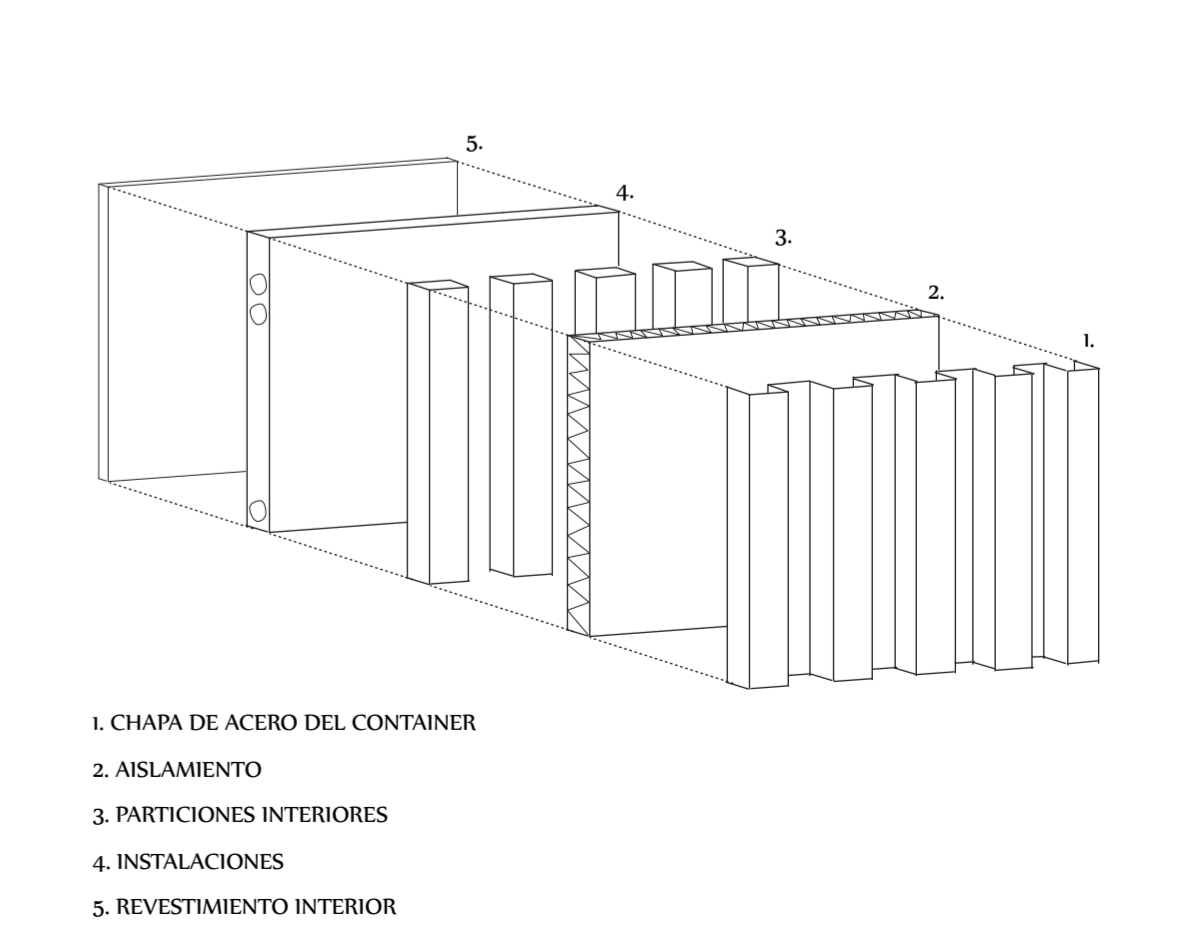 5.
4.
3.
2.
1.
1. CHAPA DE ACERO DEL CONTAINER
2. AISLAMIENTO
3. PARTICIONES INTERIORES
4. INSTALACIONES
5. REVESTIMIENTO INTERIOR